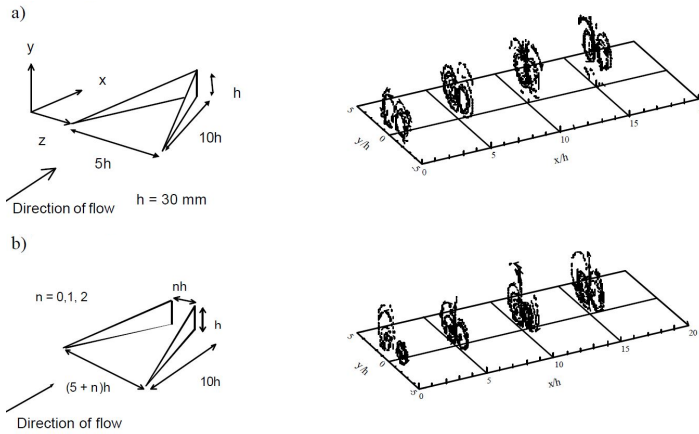 a)
y
x
z
h
10h
5h
Direction of flow
h = 30 mm
5
0
-5
y/h
0
5
10
15
x/h
b)
n = 0,1, 2
nh
h
10h
(5 + n)h
Direction of flow
5
0
-5
y/h
0
5
10
15
20
x/h